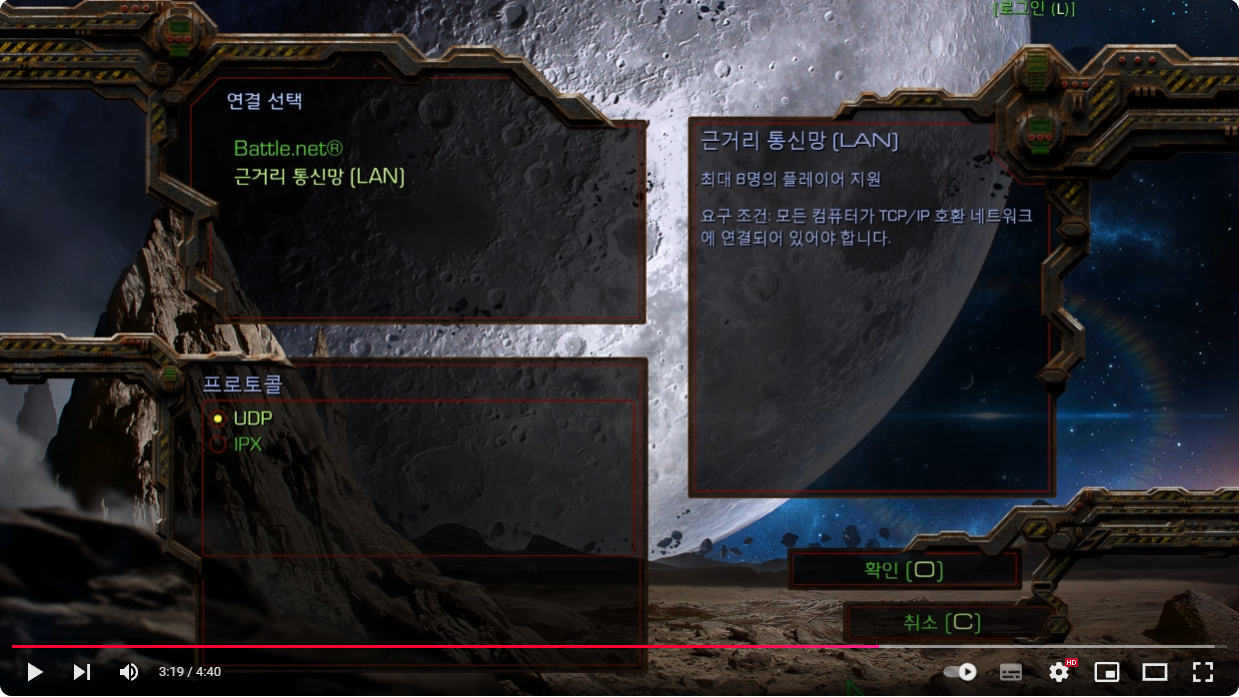 [로그인 (L)]
연결 선택
Battle.net®
근거리 통신망 (LAN)
근거리 통신망 (LAN)
최대 8명의 플레이어 지원
요구 조건: 모든 컴퓨터가 TCP/IP 호환 네트워크
에 연결되어 있어야 합니다.
프로토콜
UDP
IPX
확인 (O)
취소 (C)
3:19 / 4:40
HD